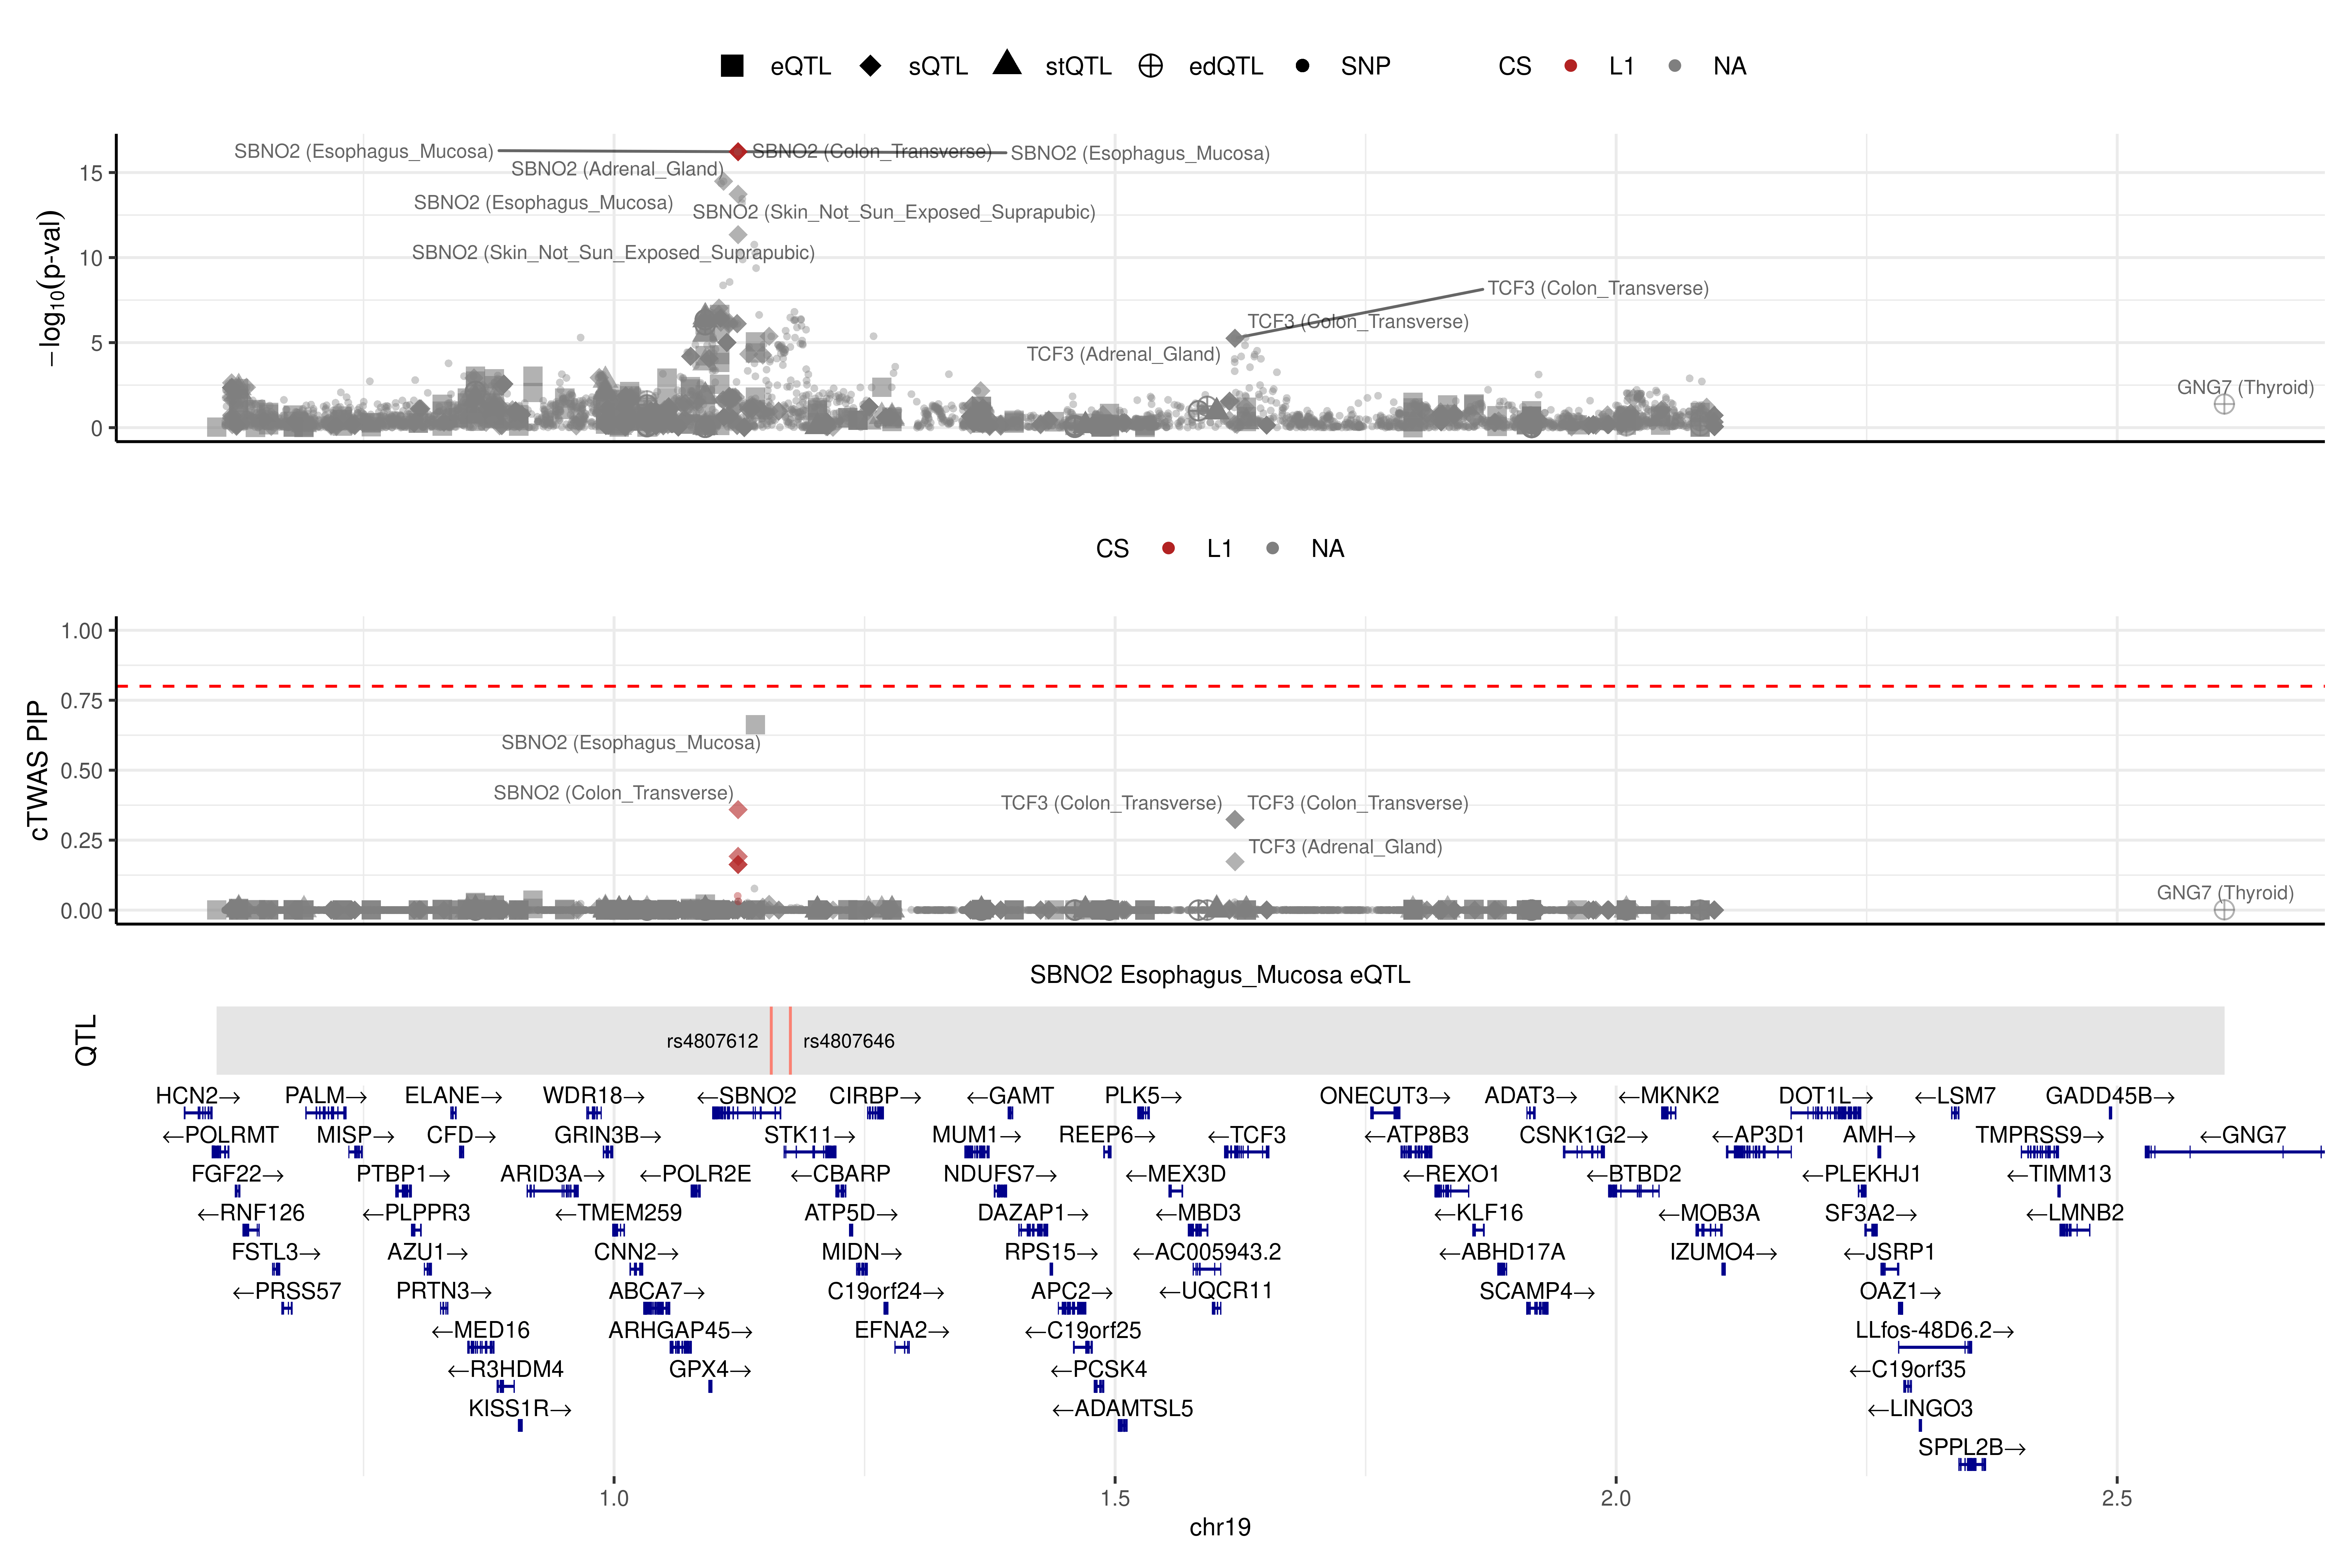 eQTL sQTL stQTL edQTL SNP CS L1 NA
−log10(p-val)
15
10
5
0
SBNO2 (Esophagus_Mucosa)
SBNO2 (Colon_Transverse)
SBNO2 (Esophagus_Mucosa)
SBNO2 (Adrenal_Gland)
SBNO2 (Esophagus_Mucosa)
SBNO2 (Skin_Not_Sun_Exposed_Suprapubic)
SBNO2 (Skin_Not_Sun_Exposed_Suprapubic)
TCF3 (Colon_Transverse)
TCF3 (Colon_Transverse)
TCF3 (Adrenal_Gland)
GNG7 (Thyroid)
CS L1 NA
cTWAS PIP
1.00
0.75
0.50
0.25
0.00
SBNO2 (Esophagus_Mucosa)
SBNO2 (Colon_Transverse)
TCF3 (Colon_Transverse)
TCF3 (Colon_Transverse)
TCF3 (Adrenal_Gland)
GNG7 (Thyroid)
SBNO2 Esophagus_Mucosa eQTL
QTL
rs4807612 rs4807646
HCN2→ PALM→ ELANE→ WDR18→ ←SBNO2 CIRBP→ ←GAMT PLK5→ ONECUT3→ ADAT3→ ←MKNK2 DOT1L→ ←LSM7 GADD45B→
←POLRMT MISP→ CFD→ GRIN3B→ STK11→ MUM1→ REEP6→ ←TCF3 ←ATP8B3 CSNK1G2→ ←AP3D1 AMH→ TMPRSS9→ ←GNG7
FGF22→ PTBP1→ ARID3A→ ←POLR2E ←CBARP NDUFS7→ ←MEX3D ←REXO1 ←BTBD2 ←PLEKHJ1 ←TIMM13
←RNF126 ←PLPPR3 ←TMEM259 ATP5D→ DAZAP1→ ←MBD3 ←KLF16 ←MOB3A SF3A2→ ←LMNB2
FSTL3→ AZU1→ CNN2→ MIDN→ RPS15→ ←AC005943.2 ←ABHD17A IZUMO4→ ←JSRP1
←PRSS57 PRTN3→ ABCA7→ C19orf24→ APC2→ ←UQCR11 SCAMP4→ OAZ1→
←MED16 ARHGAP45→ EFNA2→ ←C19orf25 LLfos-48D6.2→
←R3HDM4 GPX4→ ←PCSK4 ←C19orf35
KISS1R→ ←ADAMTSL5 ←LINGO3
SPPL2B→
1.0 1.5 2.0 2.5
chr19